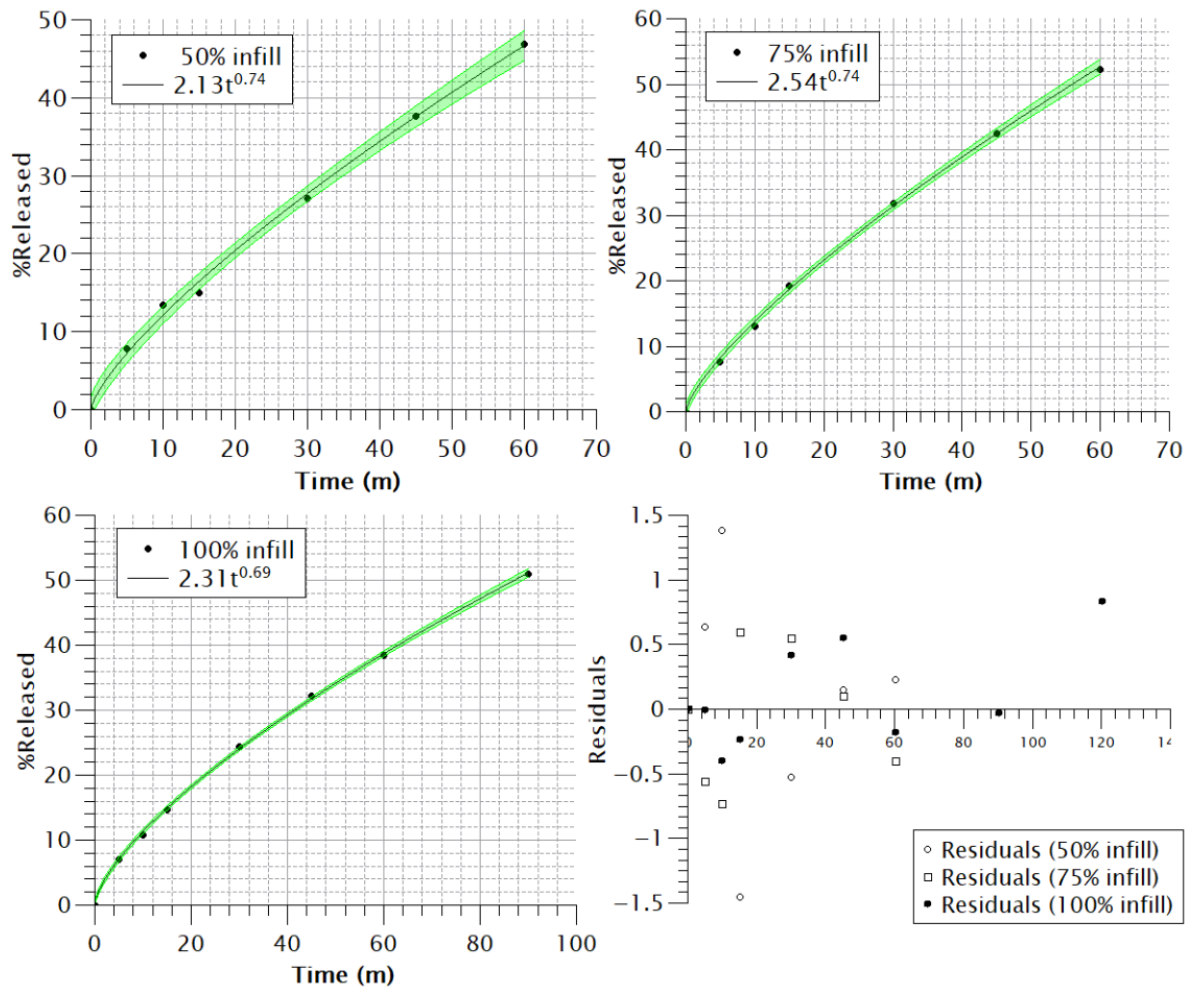 50
40
30
20
10
0
%Released
50% infill
2.13t^0.74
0 10 20 30 40 50 60 70
Time (m)
60
50
40
30
20
10
0
%Released
75% infill
2.54t^0.74
0 10 20 30 40 50 60 70
Time (m)
60
50
40
30
20
10
0
%Released
100% infill
2.31t^0.69
0 20 40 60 80 100
Time (m)
1.5
1
0.5
0
−0.5
−1
−1.5
Residuals
20 40 60 80 100 120 14
Residuals (50% infill)
Residuals (75% infill)
Residuals (100% infill)